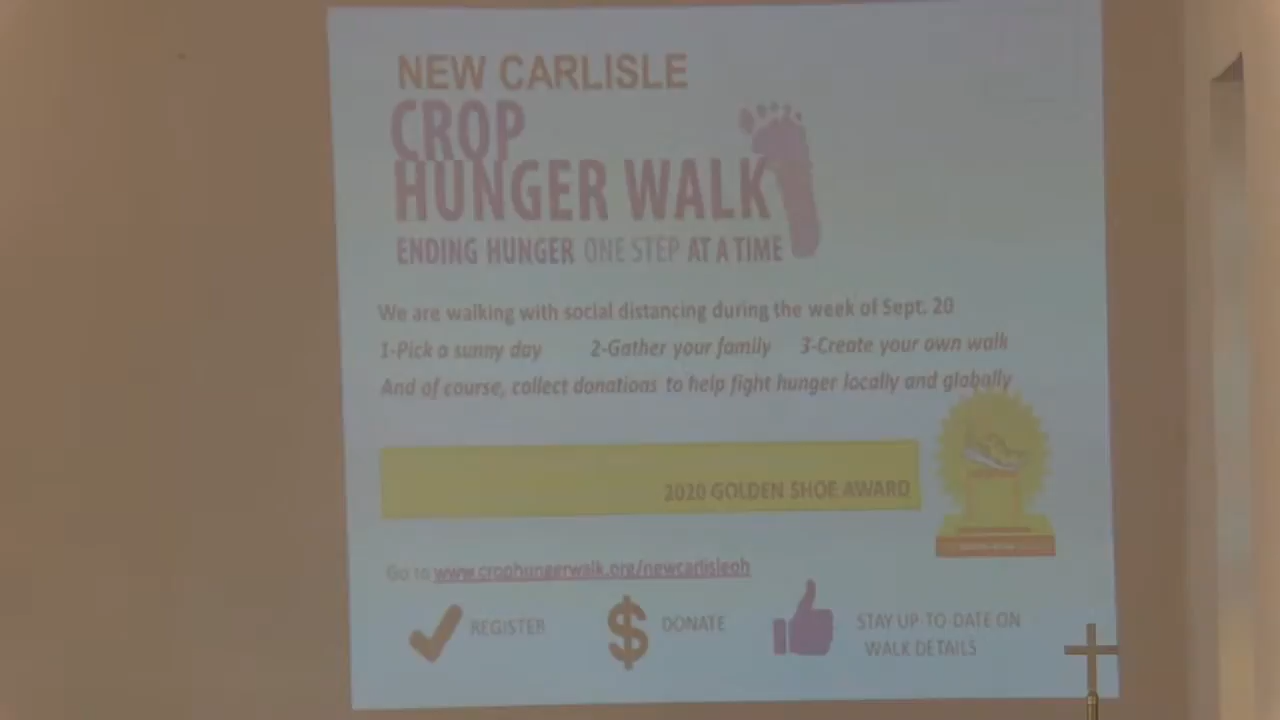 NEW CARLISLE
CROP
HUNGER WALK
ENDING HUNGER ONE STEP AT A TIME
We are walking with social distancing during the week of Sept. 20
1-Pick a sunny day 2-Gather your family 3-Create your own walk
And of course, collect donations to help fight hunger locally and globally
2020 GOLDEN SHOE AWARD
Go to www.crophungerwalk.org/newcarlisleoh
REGISTER DONATE STAY UP-TO-DATE ON
WALK DETAILS